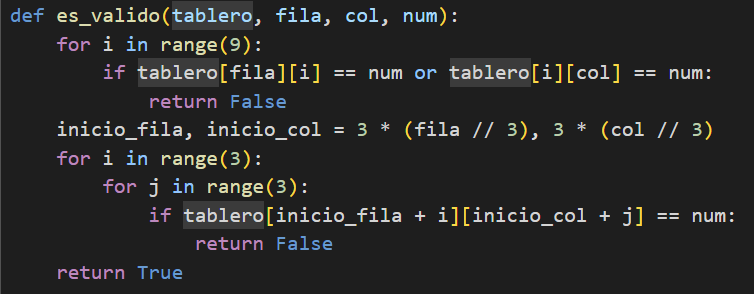 def es_valido(tablero, fila, col, num):
    for i in range(9):
        if tablero[fila][i] == num or tablero[i][col] == num:
            return False
    inicio_fila, inicio_col = 3 * (fila // 3), 3 * (col // 3)
    for i in range(3):
        for j in range(3):
            if tablero[inicio_fila + i][inicio_col + j] == num:
                return False
    return True